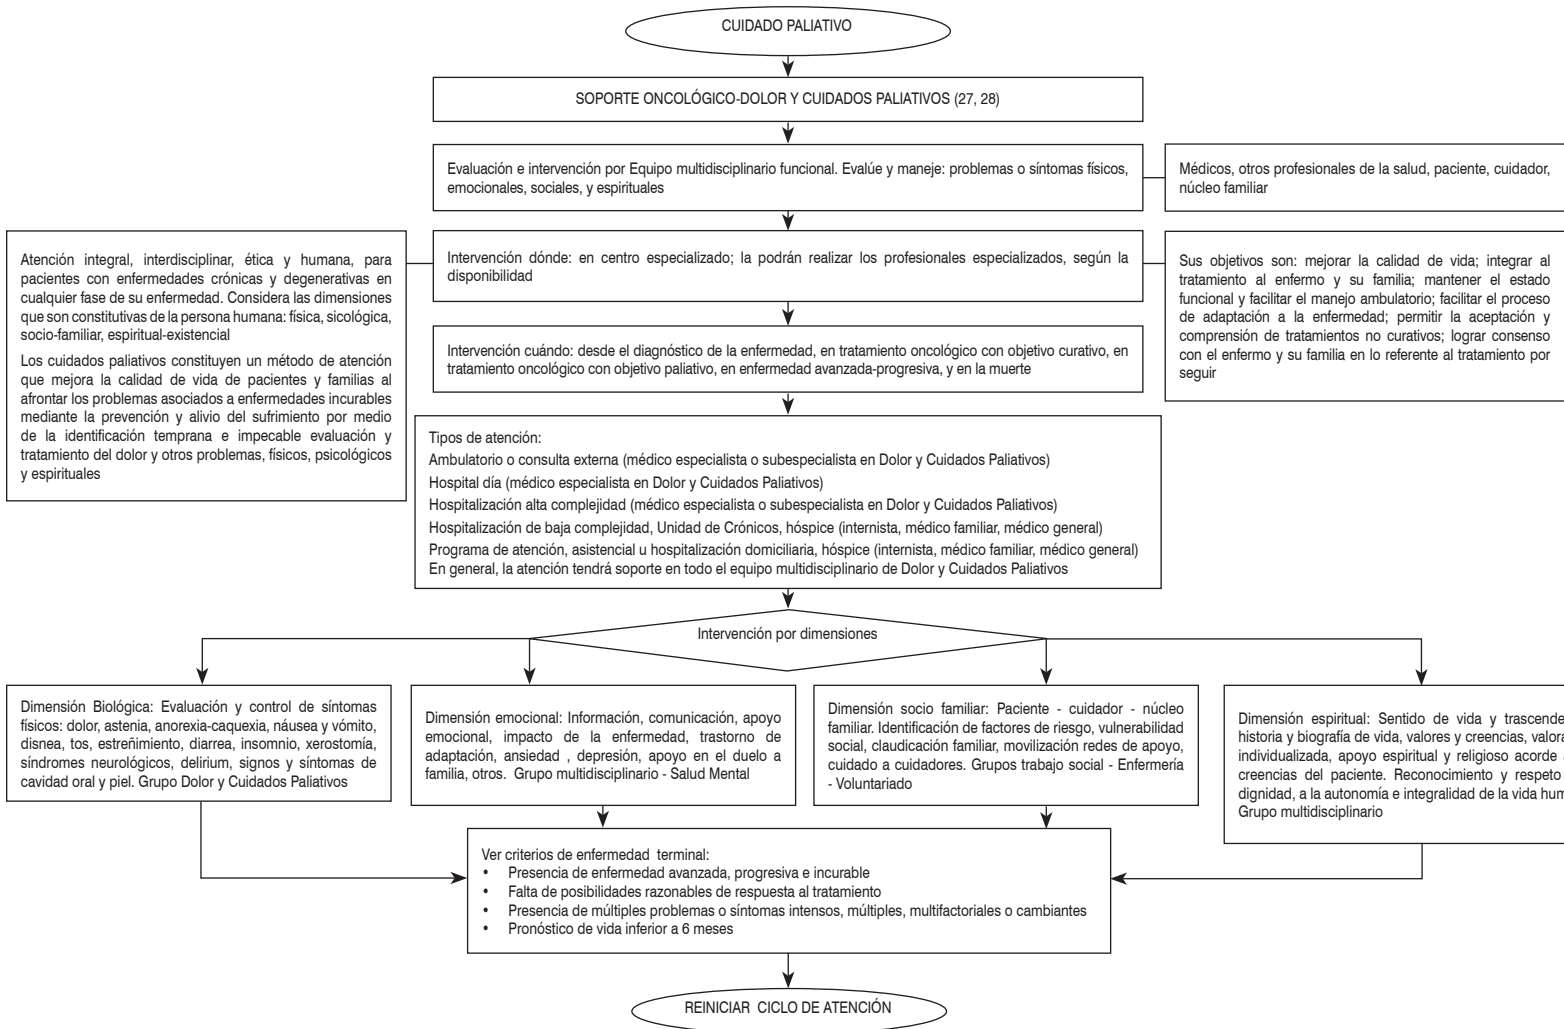 CUIDADO PALIATIVO
SOPORTE ONCOLÓGICO-DOLOR Y CUIDADOS PALIATIVOS (27, 28)
Evaluación e intervención por Equipo multidisciplinario funcional. Evalúe y maneje: problemas o síntomas físicos,
emocionales, sociales, y espirituales
Médicos, otros profesionales de la salud, paciente, cuidador,
núcleo familiar
Atención integral, interdisciplinar, ética y humana, para
pacientes con enfermedades crónicas y degenerativas en
cualquier fase de su enfermedad. Considera las dimensiones
que son constitutivas de la persona humana: física, sicológica,
socio-familiar, espiritual-existencial
Los cuidados paliativos constituyen un método de atención
que mejora la calidad de vida de pacientes y familias al
afrontar los problemas asociados a enfermedades incurables
mediante la prevención y alivio del sufrimiento por medio
de la identificación temprana e impecable evaluación y
tratamiento del dolor y otros problemas, físicos, psicológicos
y espirituales
Intervención dónde: en centro especializado; la podrán realizar los profesionales especializados, según la
disponibilidad
Sus objetivos son: mejorar la calidad de vida; integrar al
tratamiento al enfermo y su familia; mantener el estado
funcional y facilitar el manejo ambulatorio; facilitar el proceso
de adaptación a la enfermedad; permitir la aceptación y
comprensión de tratamientos no curativos; lograr consenso
con el enfermo y su familia en lo referente al tratamiento por
seguir
Intervención cuándo: desde el diagnóstico de la enfermedad, en tratamiento oncológico con objetivo curativo, en
tratamiento oncológico con objetivo paliativo, en enfermedad avanzada-progresiva, y en la muerte
Tipos de atención:
Ambulatorio o consulta externa (médico especialista o subespecialista en Dolor y Cuidados Paliativos)
Hospital día (médico especialista en Dolor y Cuidados Paliativos)
Hospitalización alta complejidad (médico especialista o subespecialista en Dolor y Cuidados Paliativos)
Hospitalización de baja complejidad, Unidad de Crónicos, hóspice (internista, médico familiar, médico general)
Programa de atención, asistencial u hospitalización domiciliaria, hóspice (internista, médico familiar, médico general)
En general, la atención tendrá soporte en todo el equipo multidisciplinario de Dolor y Cuidados Paliativos
Intervención por dimensiones
Dimensión Biológica: Evaluación y control de síntomas
físicos: dolor, astenia, anorexia-caquexia, náusea y vómito,
disnea, tos, estreñimiento, diarrea, insomnio, xerostomía,
síndromes neurológicos, delirium, signos y síntomas de
cavidad oral y piel. Grupo Dolor y Cuidados Paliativos
Dimensión emocional: Información, comunicación, apoyo
emocional, impacto de la enfermedad, trastorno de
adaptación, ansiedad , depresión, apoyo en el duelo a
familia, otros. Grupo multidisciplinario - Salud Mental
Dimensión socio familiar: Paciente - cuidador - núcleo
familiar. Identificación de factores de riesgo, vulnerabilidad
social, claudicación familiar, movilización redes de apoyo,
cuidado a cuidadores. Grupos trabajo social - Enfermería
- Voluntariado
Dimensión espiritual: Sentido de vida y
historia y biografía de vida, valores y creencias,
individualizada, apoyo espiritual y religioso acorde
creencias del paciente. Reconocimiento y respeto
dignidad, a la autonomía e integralidad de la vida
Grupo multidisciplinario
Ver criterios de enfermedad terminal:
• Presencia de enfermedad avanzada, progresiva e incurable
• Falta de posibilidades razonables de respuesta al tratamiento
• Presencia de múltiples problemas o síntomas intensos, múltiples, multifactoriales o cambiantes
• Pronóstico de vida inferior a 6 meses
REINICIAR CICLO DE ATENCIÓN